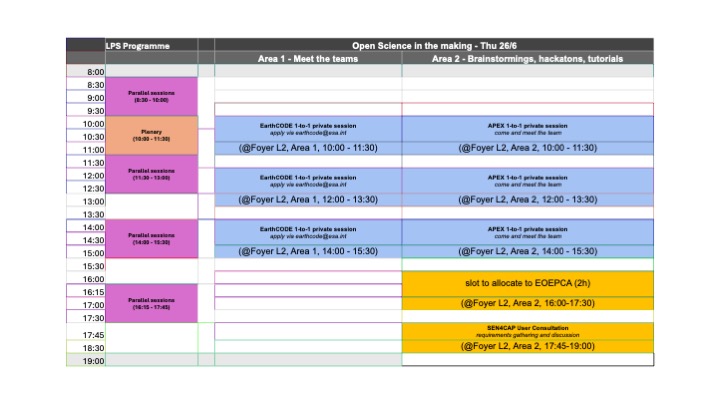 LPS Programme
Open Science in the making - Thu 26/6
Area 1 - Meet the teams
Area 2 - Brainstormings, hackatons, tutorials
8:00
8:30
Parallel sessions
(8:30 - 10:00)
9:00
9:30
10:00
Plenary
(10:00 - 11:30)
EarthCODE 1-to-1 private session
apply via earthcode@esa.int
APEX 1-to-1 private session
come and meet the team
10:30
11:00
(@Foyer L2, Area 1, 10:00 - 11:30)
(@Foyer L2, Area 2, 10:00 - 11:30)
11:30
Parallel sessions
(11:30 - 13:00)
12:00
EarthCODE 1-to-1 private session
apply via earthcode@esa.int
APEX 1-to-1 private session
come and meet the team
12:30
13:00
(@Foyer L2, Area 1, 12:00 - 13:30)
(@Foyer L2, Area 2, 12:00 - 13:30)
13:30
14:00
Parallel sessions
(14:00 - 15:30)
EarthCODE 1-to-1 private session
apply via earthcode@esa.int
APEX 1-to-1 private session
come and meet the team
14:30
15:00
(@Foyer L2, Area 1, 14:00 - 15:30)
(@Foyer L2, Area 2, 14:00 - 15:30)
15:30
16:00
slot to allocate to EOEPCA (2h)
16:15
Parallel sessions
(16:15 - 17:45)
17:00
(@Foyer L2, Area 2, 16:00-17:30)
17:30
17:45
SEN4CAP User Consultation
requirements gathering and discussion
18:30
(@Foyer L2, Area 2, 17:45-19:00)
19:00